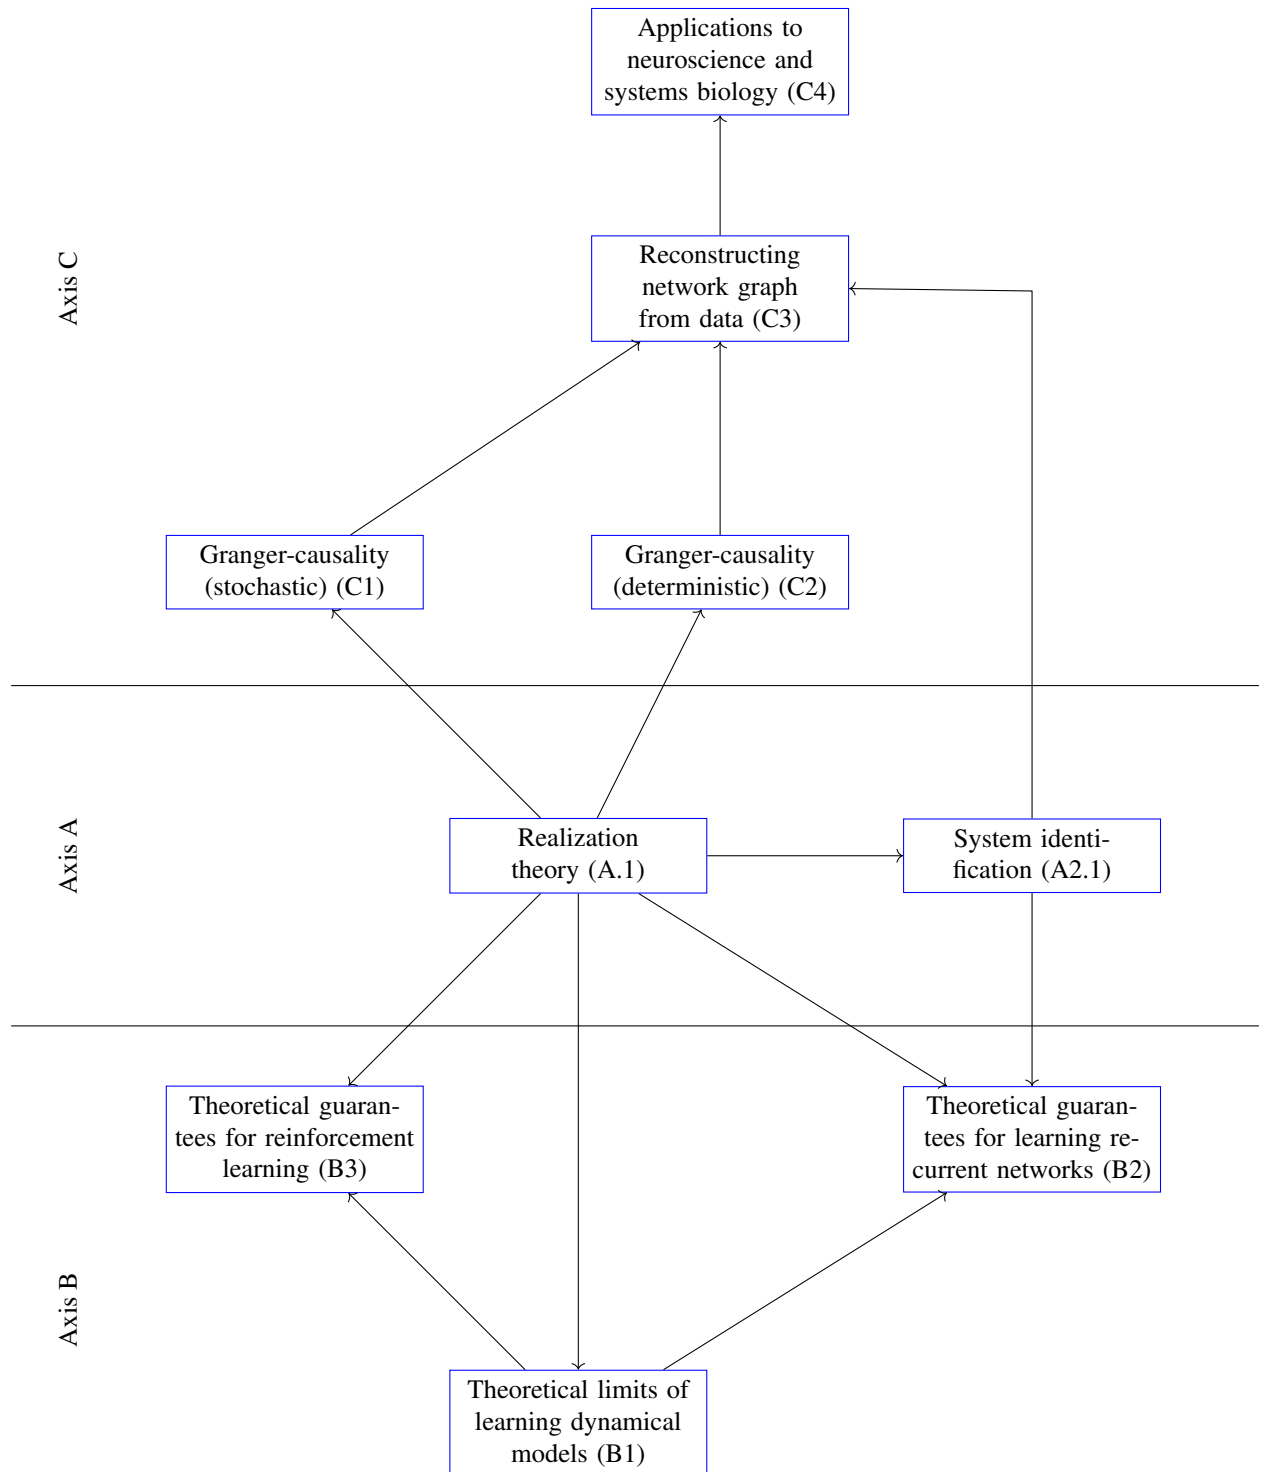 Applications to
neuroscience and
systems biology (C4)
Axis C
Reconstructing
network graph
from data (C3)
Granger-causality
(stochastic) (C1)
Granger-causality
(deterministic) (C2)
Axis A
Realization
theory (A.1)
System identi-
fication (A2.1)
Axis B
Theoretical guaran-
tees for reinforcement
learning (B3)
Theoretical guaran-
tees for learning re-
current networks (B2)
Theoretical limits of
learning dynamical
models (B1)